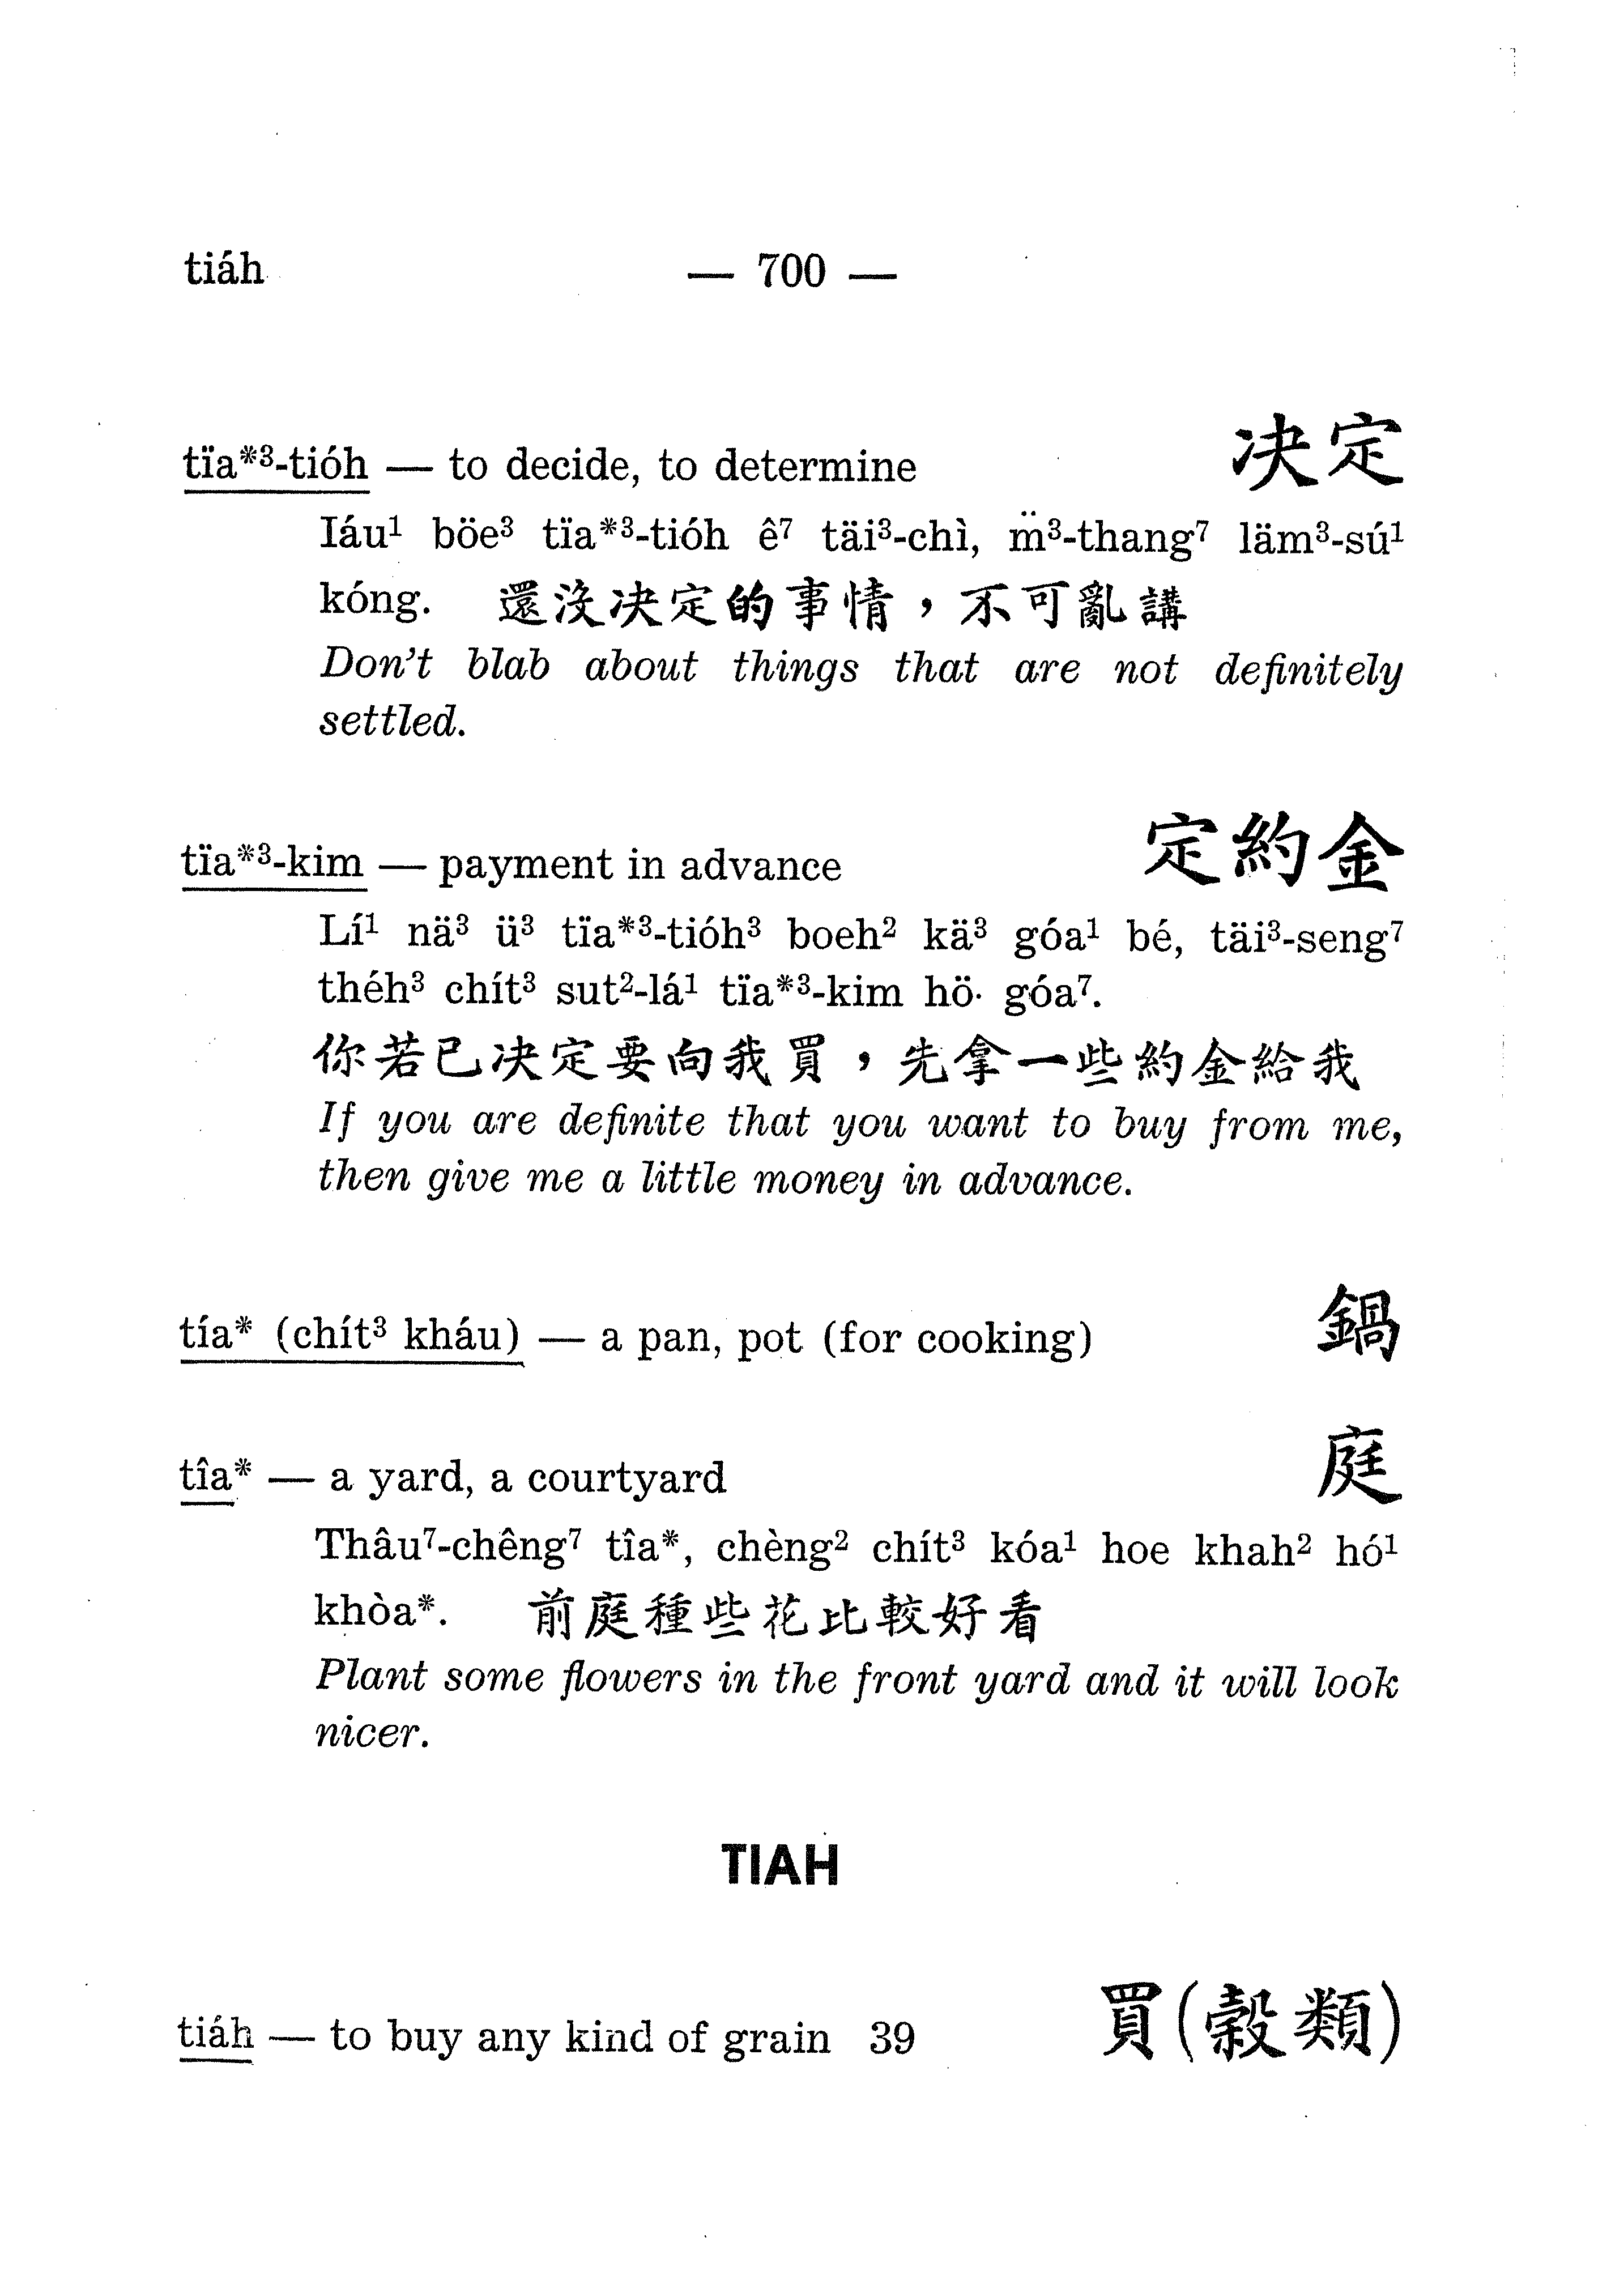 tiáh — 700 —
tïa*³-tióh — to decide, to determine 決定
Iáu¹ böe³ tïa*³-tióh ê⁷ täi³-chì, m̈³-thang⁷ läm³-sú¹
kóng. 還沒決定的事情，不可亂講
Don't blab about things that are not definitely
settled.
tïa*³-kim — payment in advance 定約金
Lí¹ nä³ ü³ tïa*³-tióh³ boeh² kä³ góa¹ bé, täi³-seng⁷
théh³ chít³ sut²-lá¹ tïa*³-kim hö· góa⁷.
你若已決定要向我買，先拿一些約金給我
If you are definite that you want to buy from me,
then give me a little money in advance.
tía* (chít³ kháu) — a pan, pot (for cooking) 鍋
tîa* — a yard, a courtyard 庭
Thâu⁷-chêng⁷ tîa*, chèng² chít³ kóa¹ hoe khah² hó¹
khòa*. 前庭種些花比較好看
Plant some flowers in the front yard and it will look
nicer.
TIAH
tiáh — to buy any kind of grain 39 買(穀類)